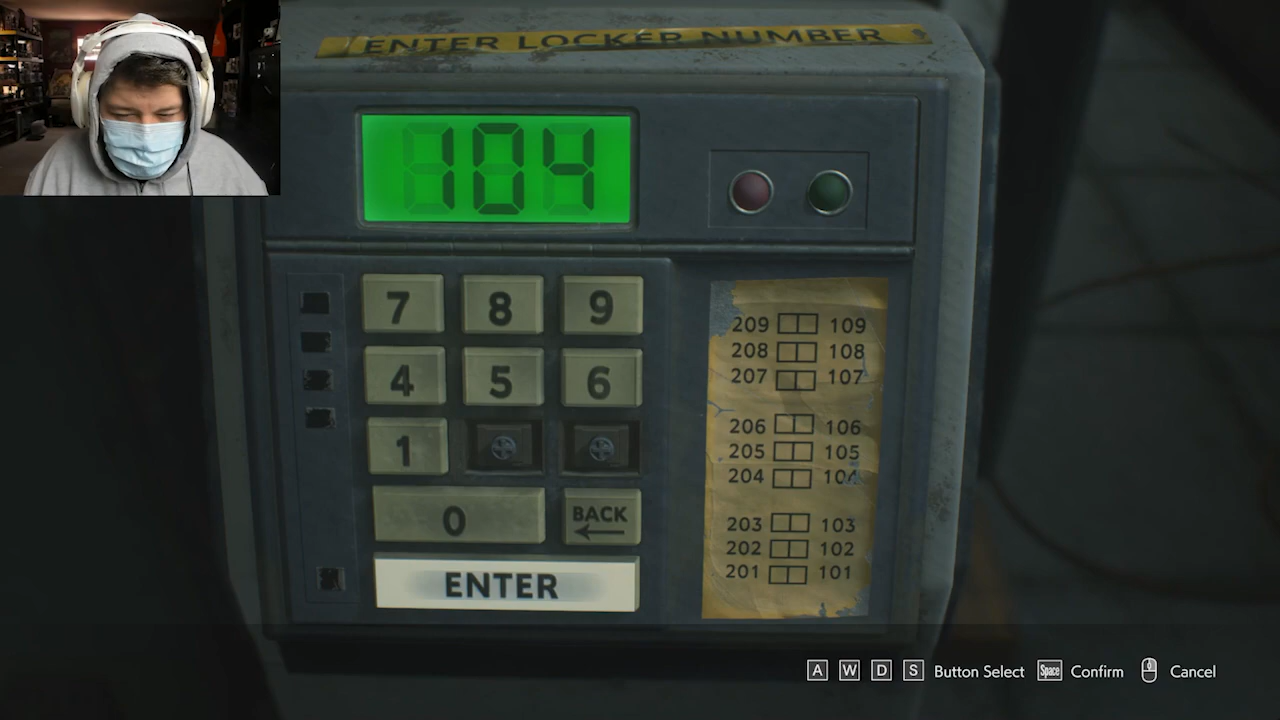 ENTER LOCKER NUMBER
104
7 8 9
4 5 6
1
0 BACK
ENTER
209 109
208 108
207 107
206 106
205 105
204 104
203 103
202 102
201 101
A W D S Button Select Space Confirm Cancel